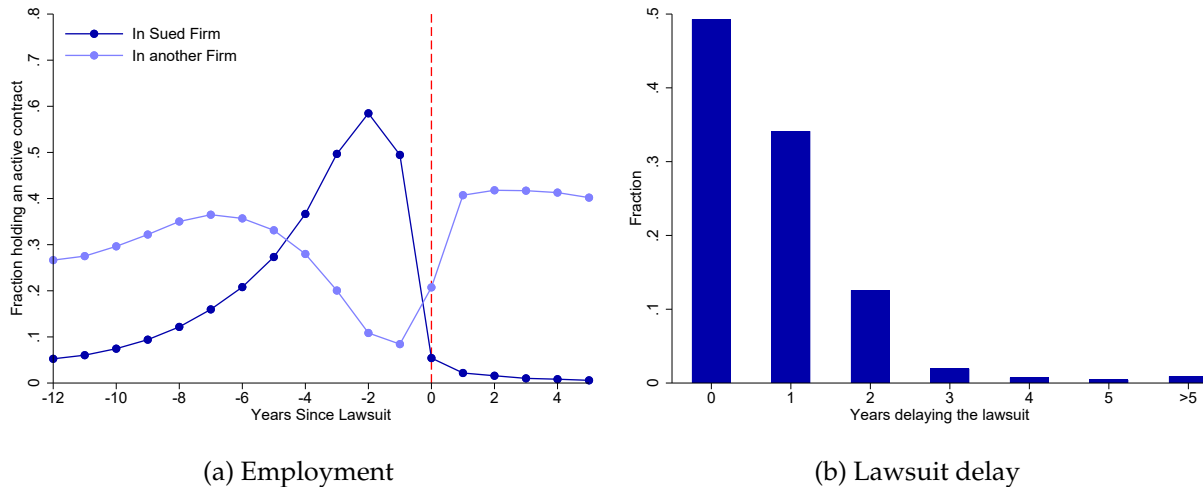 In Sued Firm
In another Firm
Fraction holding an active contract
.8
.7
.6
.5
.4
.3
.2
.1
0
-12 -10 -8 -6 -4 -2 0 2 4
Years Since Lawsuit
(a) Employment
Fraction
.5
.4
.3
.2
.1
0
0 1 2 3 4 5 >5
Years delaying the lawsuit
(b) Lawsuit delay